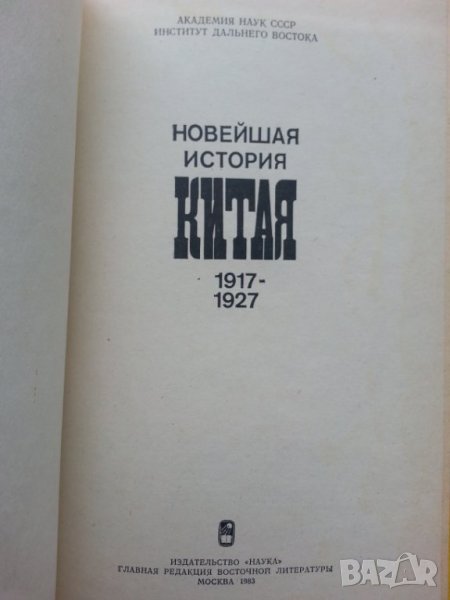 АКАДЕМИЯ НАУК СССР
ИНСТИТУТ ДАЛЬНЕГО ВОСТОКА
НОВЕЙШАЯ
ИСТОРИЯ
КИТАЯ
1917-
1927
ИЗДАТЕЛЬСТВО «НАУКА»
ГЛАВНАЯ РЕДАКЦИЯ ВОСТОЧНОЙ ЛИТЕРАТУРЫ
МОСКВА 1983
BAZAR